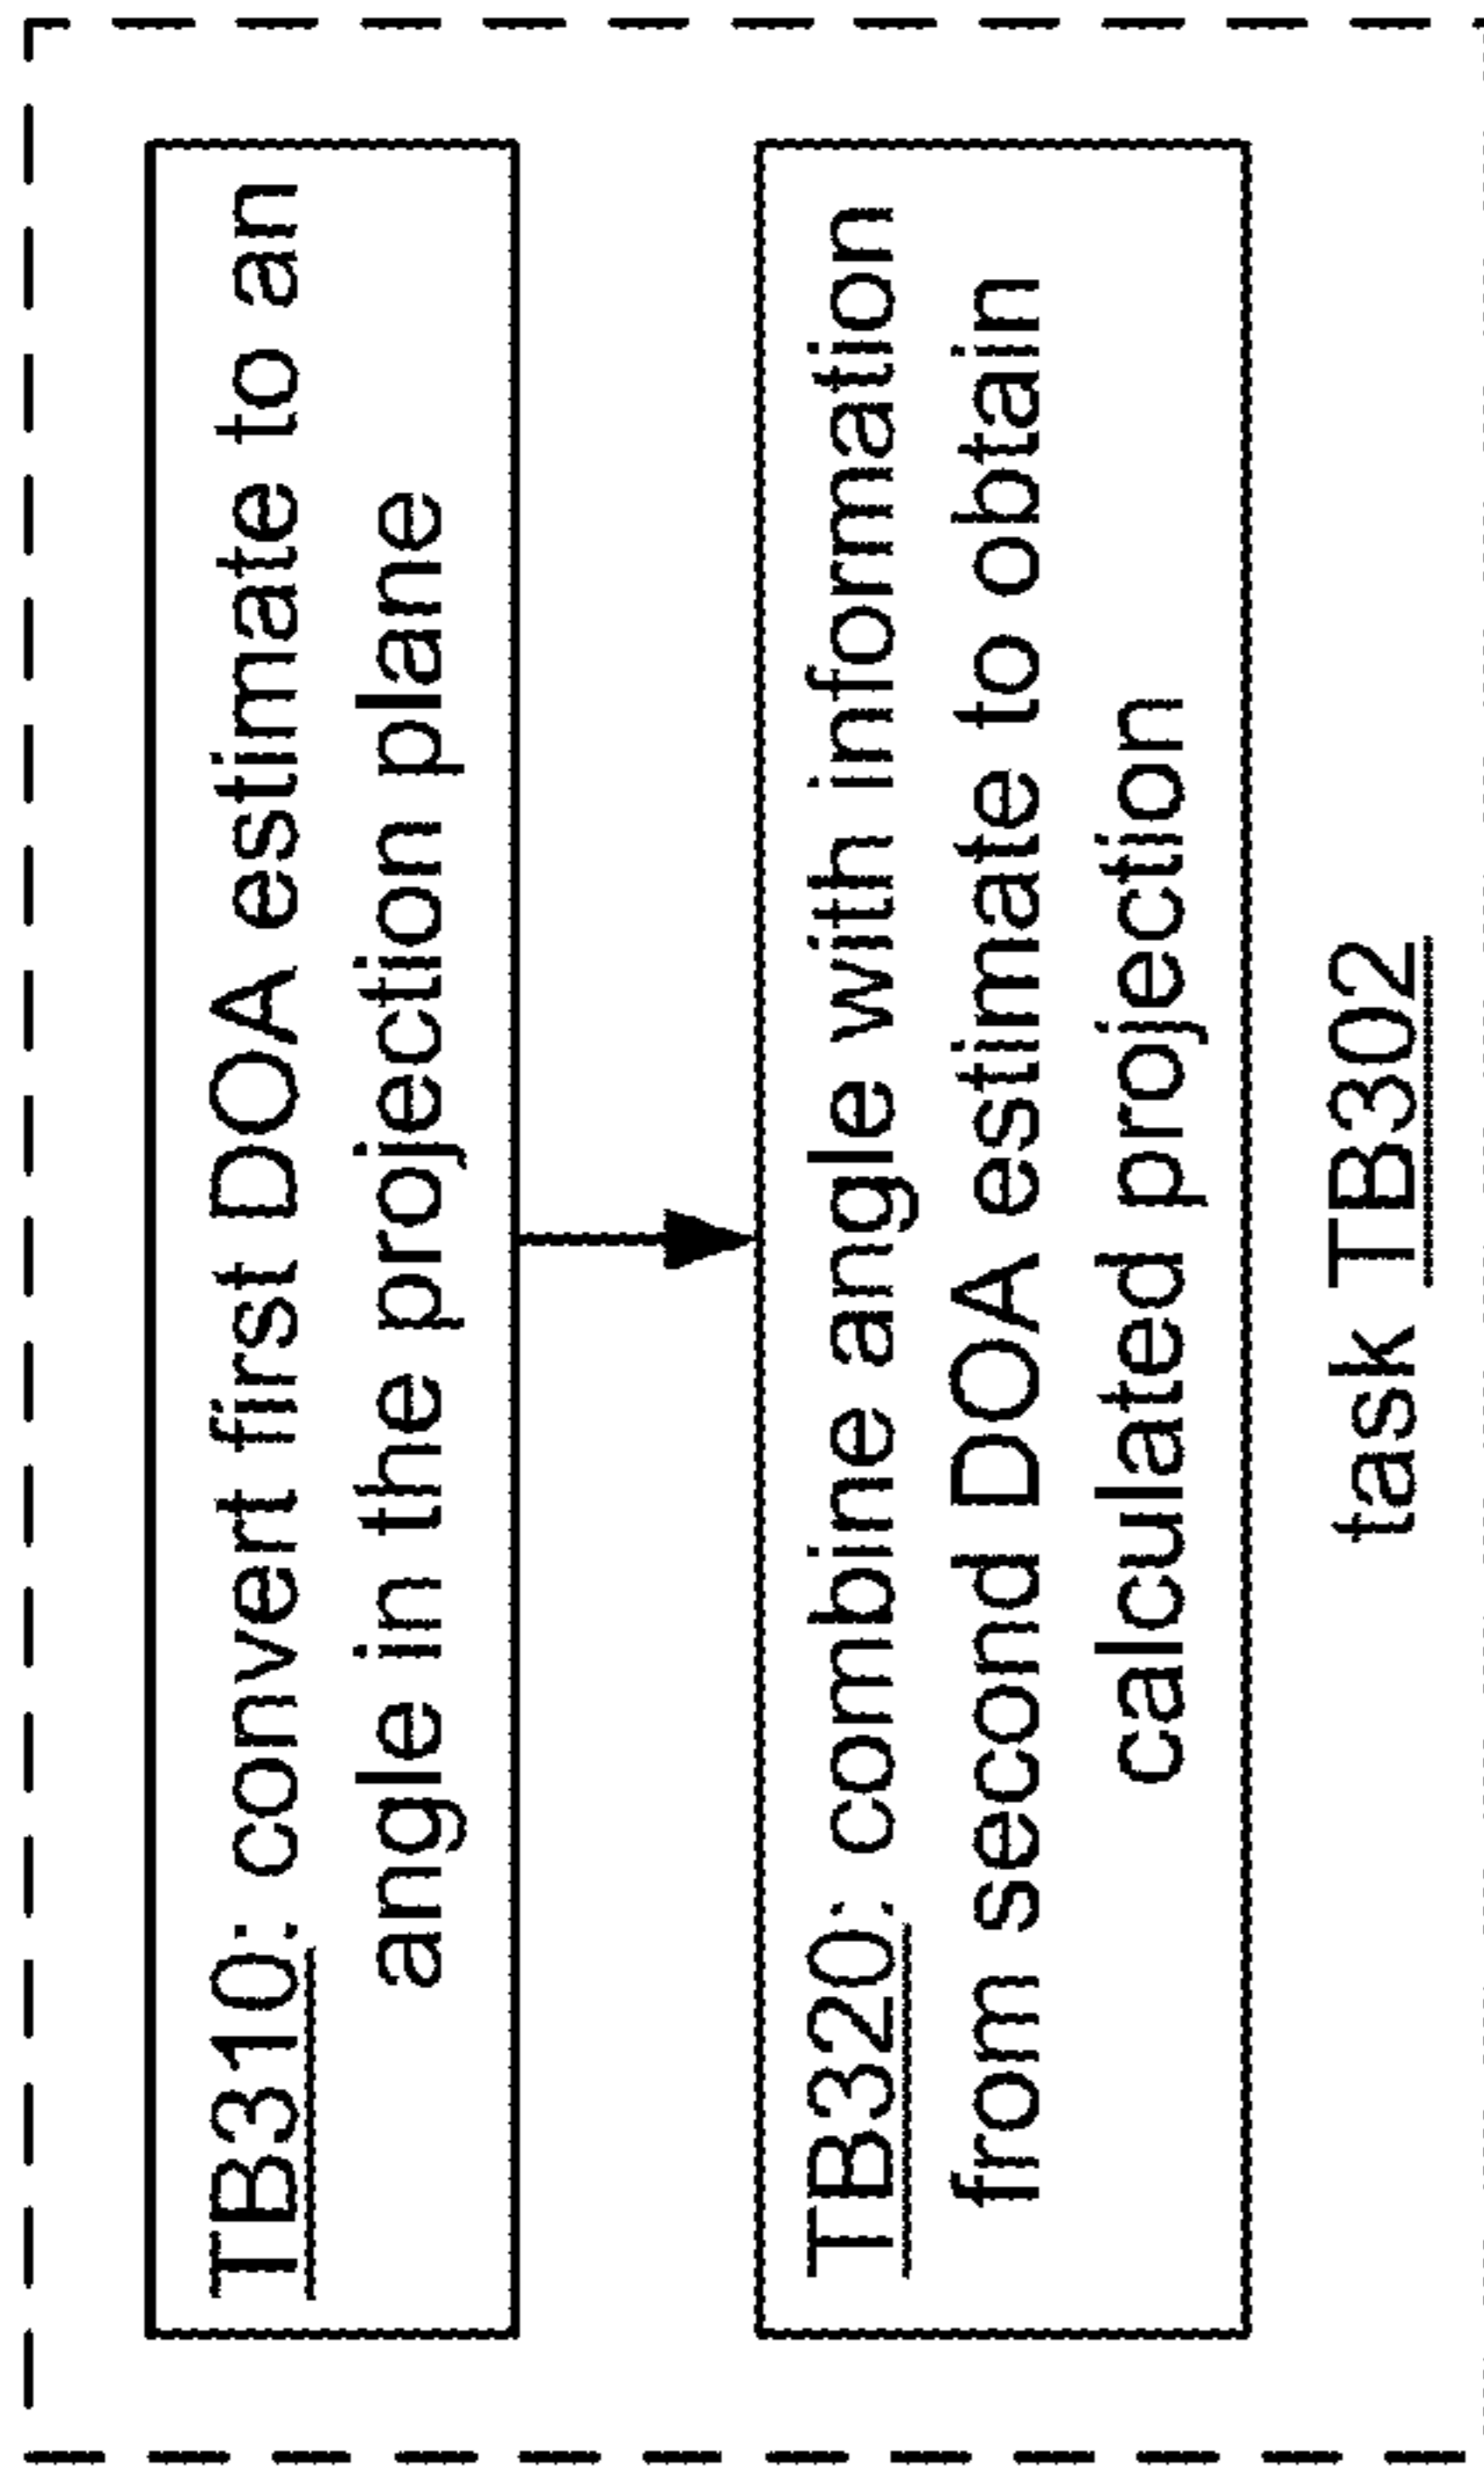 TB310: convert first DOA estimate to an
angle in the projection plane
TB320: combine angle with information
from second DOA estimate to obtain
calculated projection
task TB302